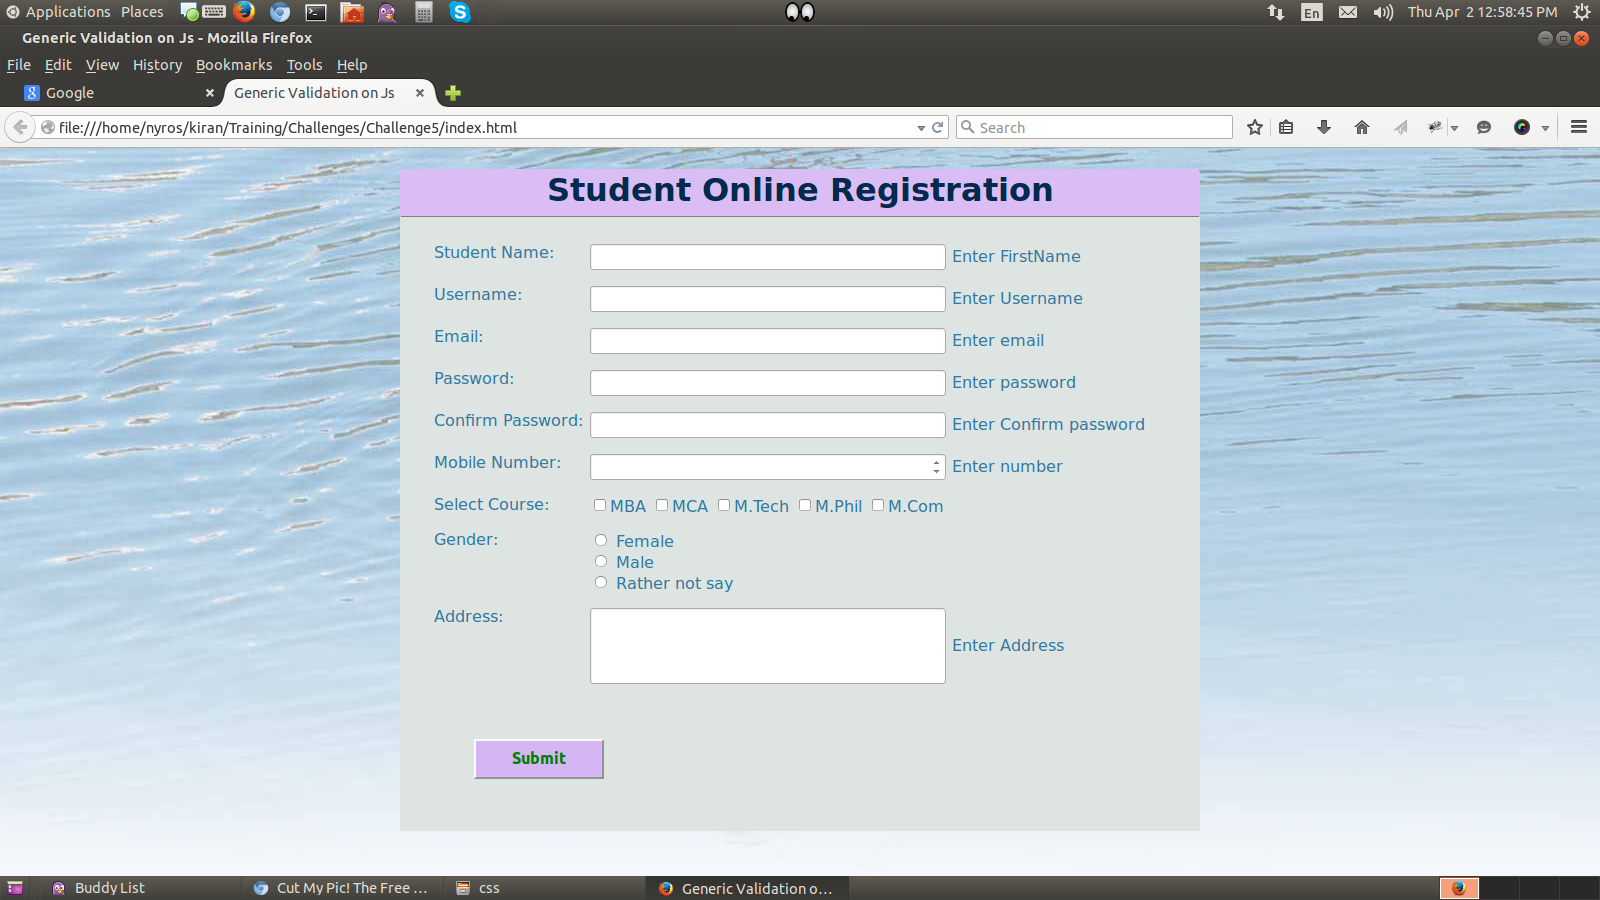 Applications Places En Thu Apr 2 12:58:45 PM
Generic Validation on Js - Mozilla Firefox
File Edit View History Bookmarks Tools Help
Google Generic Validation on Js
file:///home/nyros/kiran/Training/Challenges/Challenge5/index.html Search
Student Online Registration
Student Name: Enter FirstName
Username: Enter Username
Email: Enter email
Password: Enter password
Confirm Password: Enter Confirm password
Mobile Number: Enter number
Select Course: MBA MCA M.Tech M.Phil M.Com
Gender: Female
Male
Rather not say
Address: Enter Address
Submit
Buddy List Cut My Pic! The Free ... css Generic Validation o...